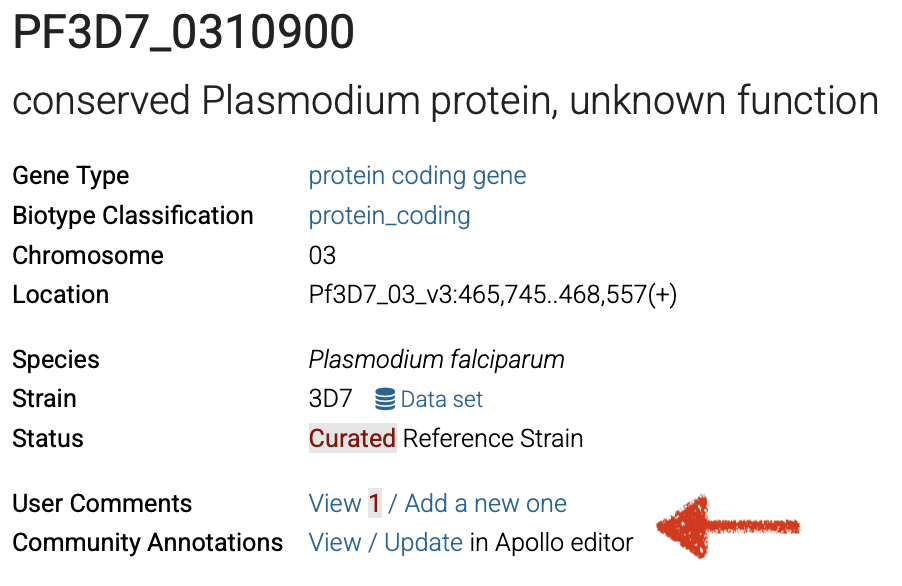 PF3D7_0310900
conserved Plasmodium protein, unknown function
Gene Type protein coding gene
Biotype Classification protein_coding
Chromosome 03
Location Pf3D7_03_v3:465,745..468,557(+)
Species Plasmodium falciparum
Strain 3D7 Data set
Status Curated Reference Strain
User Comments View 1 / Add a new one
Community Annotations View / Update in Apollo editor